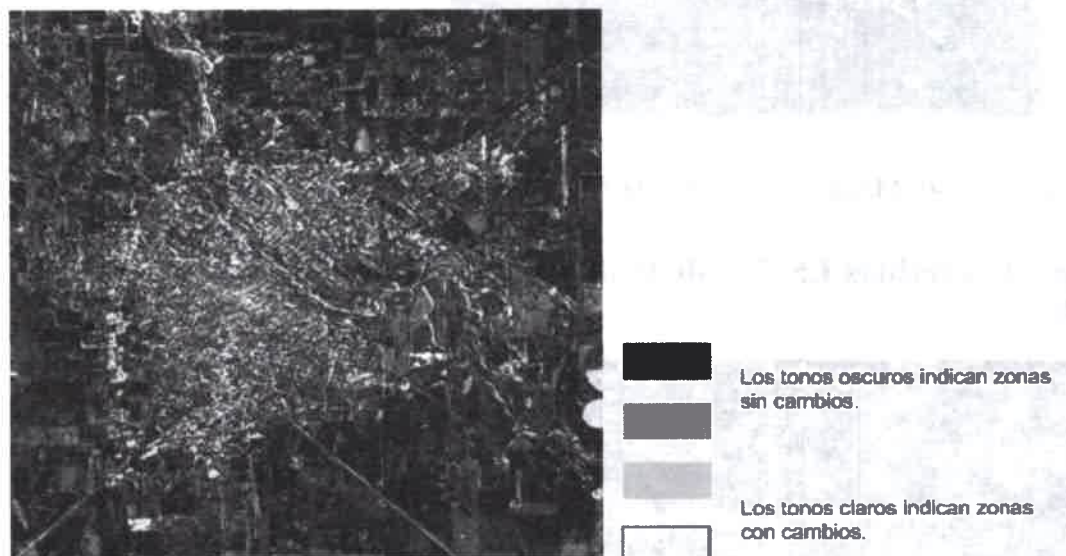 Los tonos oscuros indican zonas
sin cambios.
Los tonos claros indican zonas
con cambios.